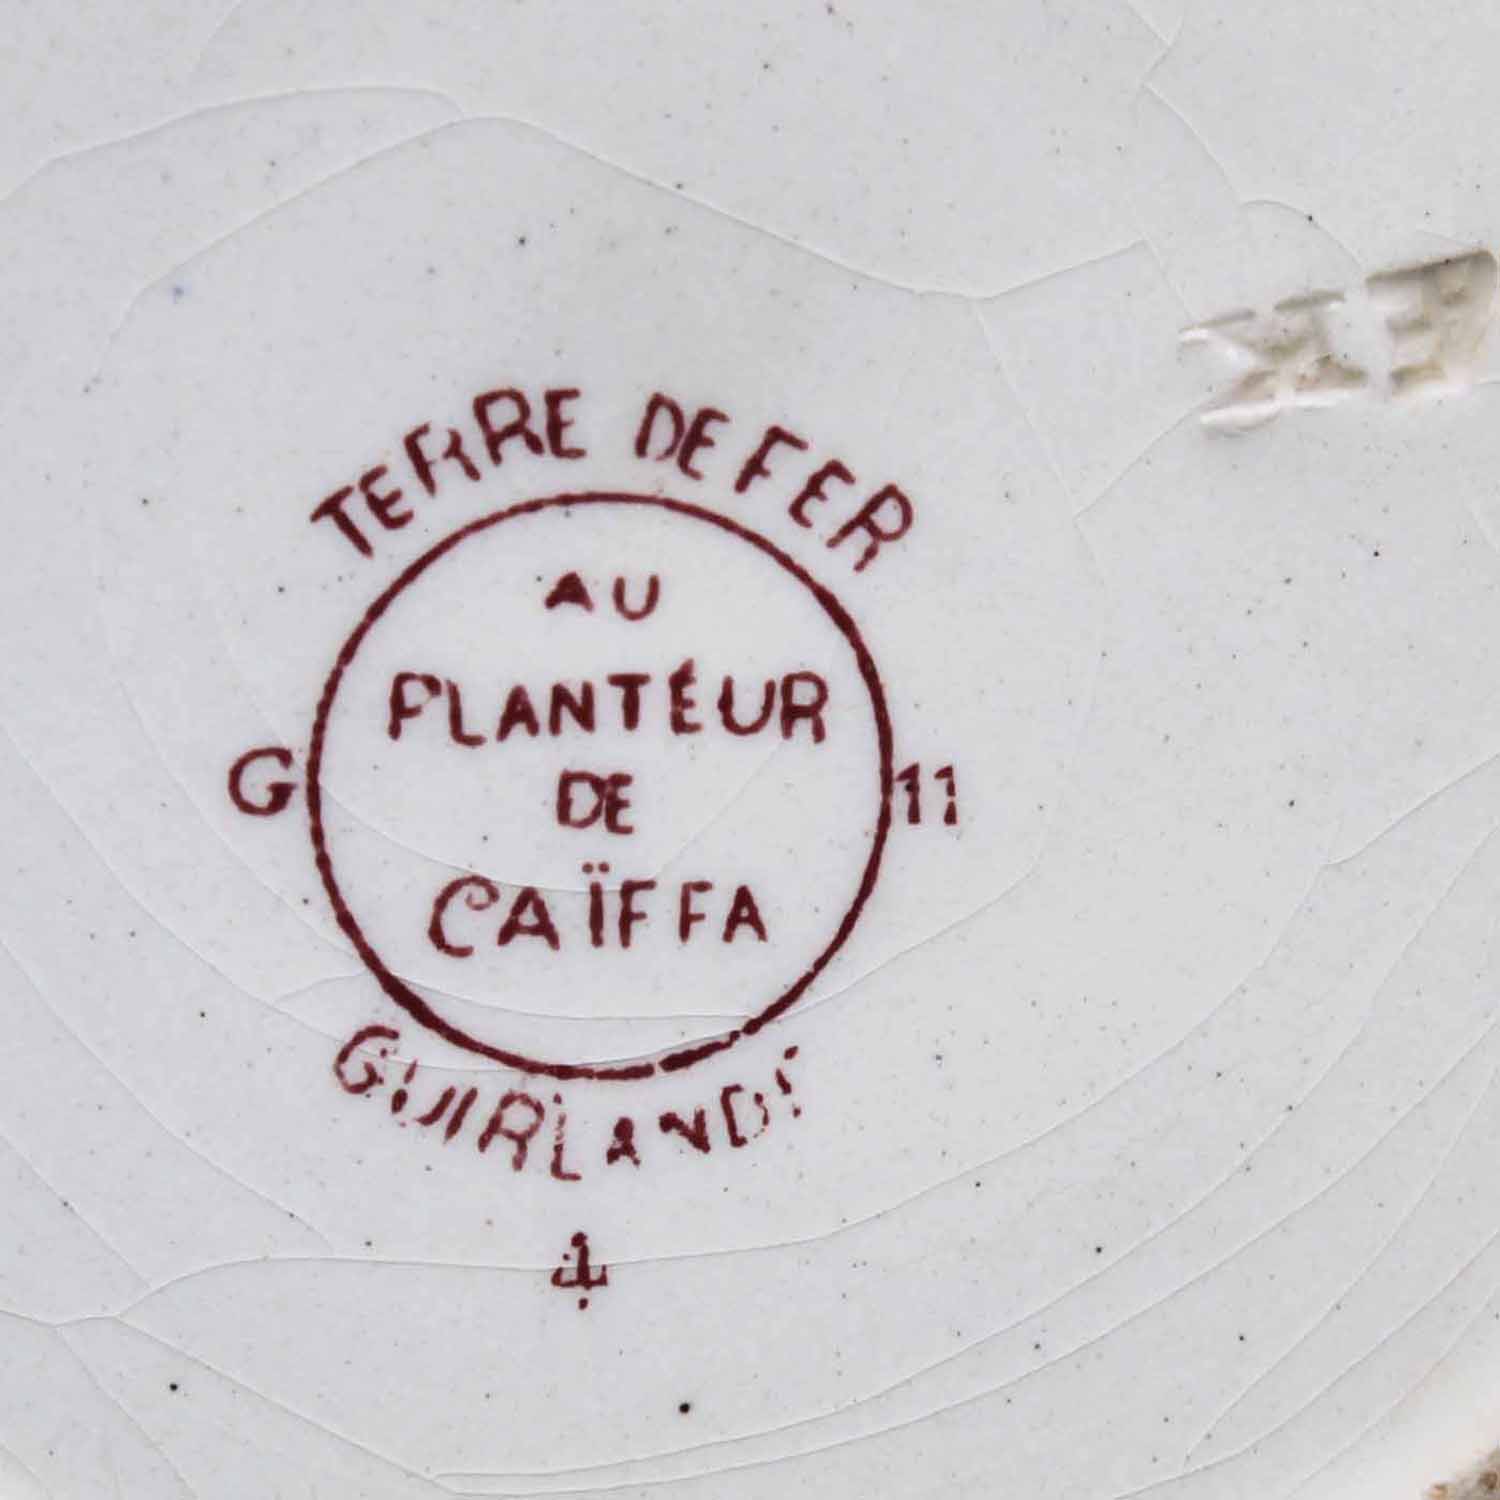 TERRE DE FER
AU
PLANTEUR
DE
CAÏFFA
G 11
GUIRLANDE
4